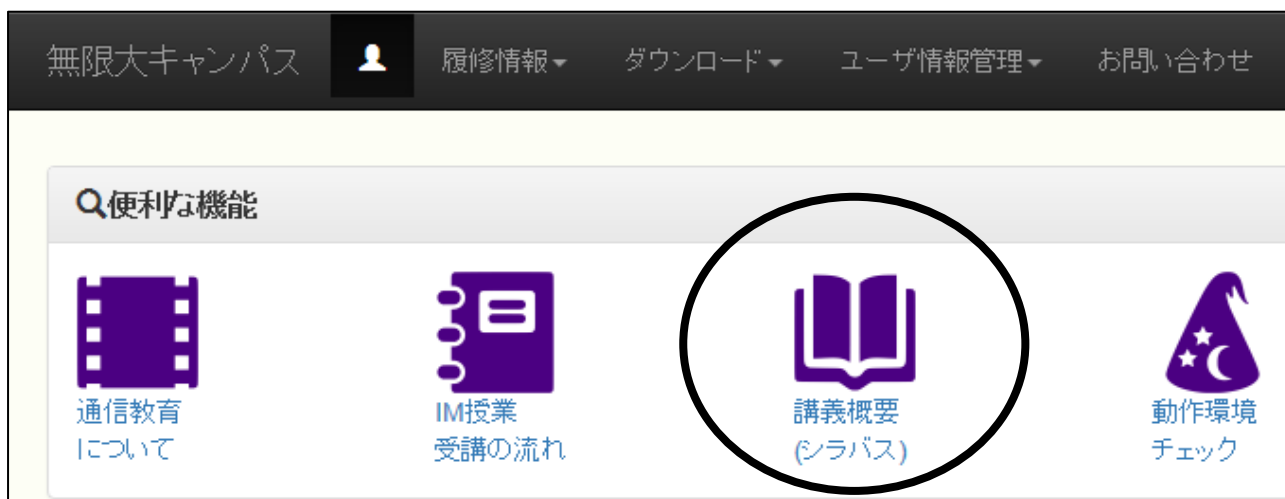 無限大キャンパス 履修情報 ダウンロード ユーザ情報管理 お問い合わせ
便利な機能
通信教育
について
IM授業
受講の流れ
講義概要
(シラバス)
動作環境
チェック